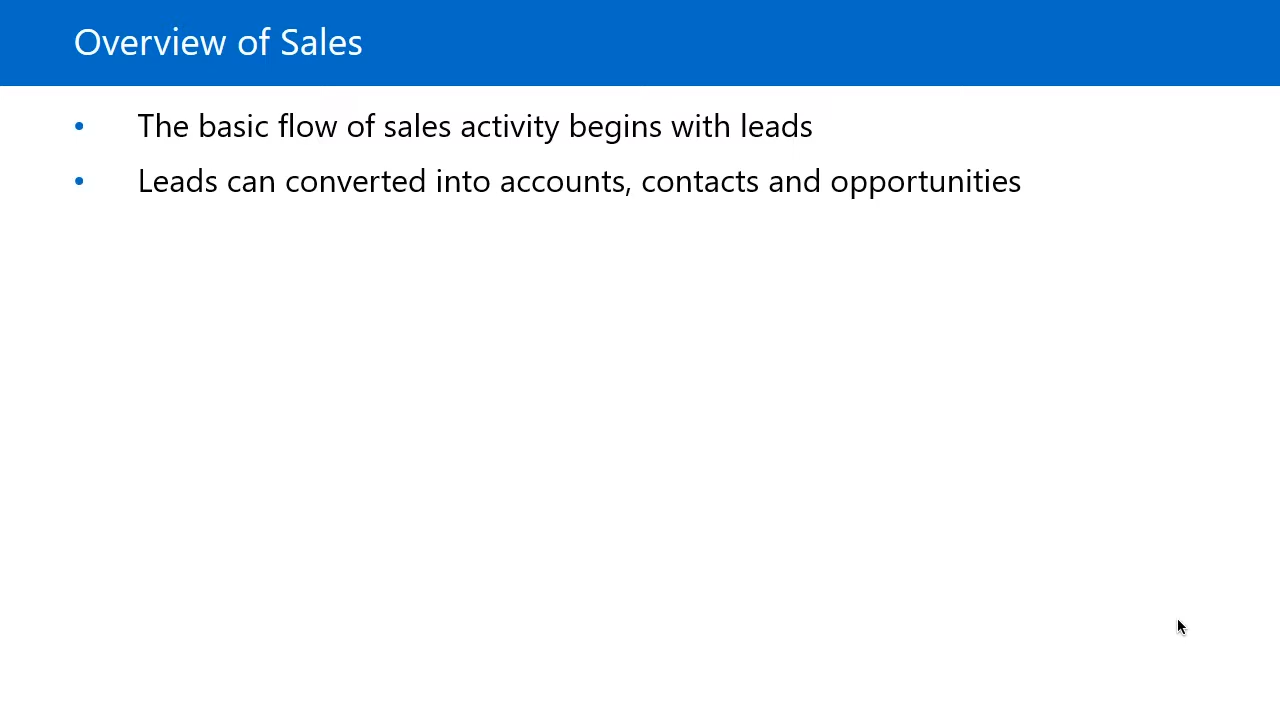 Overview of Sales
• The basic flow of sales activity begins with leads
• Leads can converted into accounts, contacts and opportunities